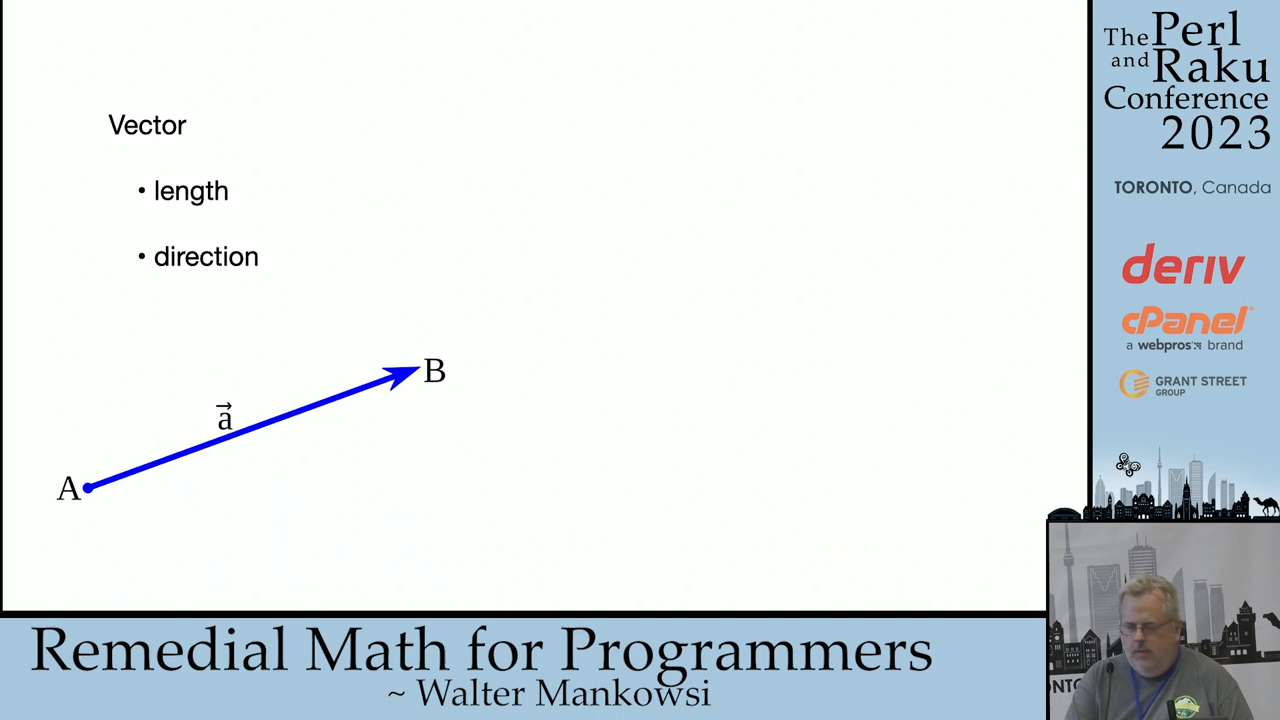 Vector
• length
• direction
a⃗
A
B
The Perl
and Raku
Conference
2023
TORONTO, Canada
deriv
cPanel®
a webpros brand
GRANT STREET
GROUP
Remedial Math for Programmers
~ Walter Mankowsi